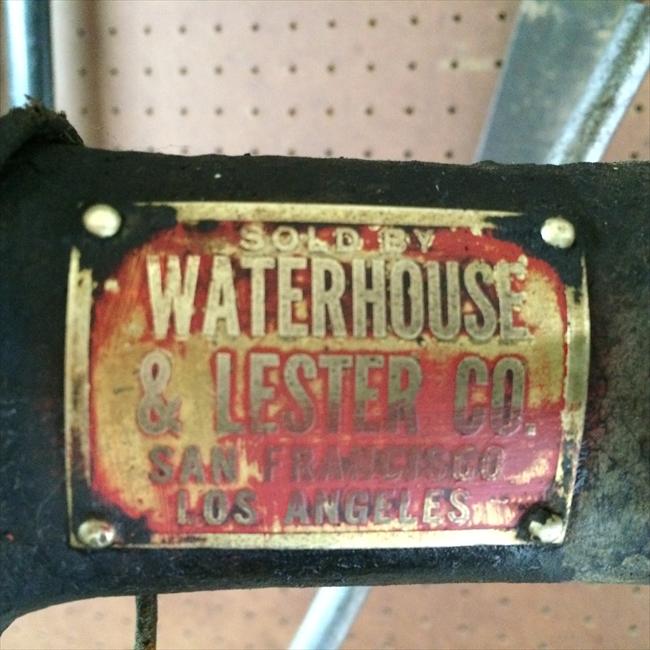 SOLD BY
WATERHOUSE
& LESTER CO.
SAN FRANCISCO
LOS ANGELES